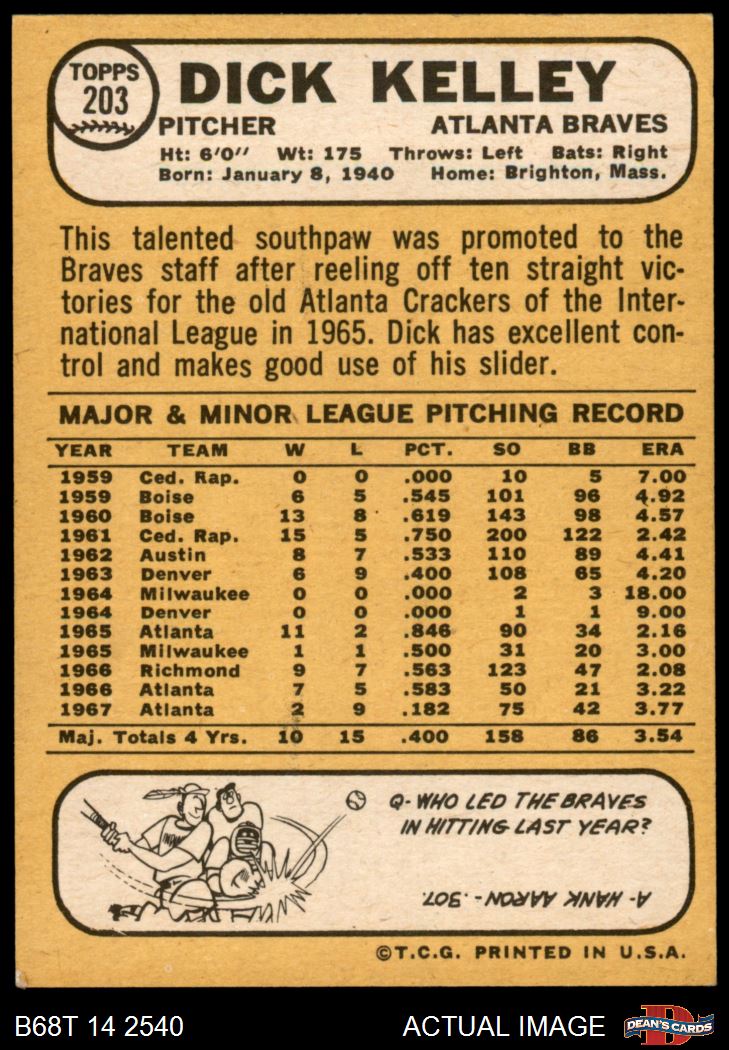 TOPPS
203
DICK KELLEY
PITCHER ATLANTA BRAVES
Ht: 6'0" Wt: 175 Throws: Left Bats: Right
Born: January 8, 1940 Home: Brighton, Mass.
This talented southpaw was promoted to the
Braves staff after reeling off ten straight vic-
tories for the old Atlanta Crackers of the Inter-
national League in 1965. Dick has excellent con-
trol and makes good use of his slider.
MAJOR & MINOR LEAGUE PITCHING RECORD
YEAR TEAM W L PCT. SO BB ERA
1959 Ced. Rap. 0 0 .000 10 5 7.00
1959 Boise 6 5 .545 101 96 4.92
1960 Boise 13 8 .619 143 98 4.57
1961 Ced. Rap. 15 5 .750 200 122 2.42
1962 Austin 8 7 .533 110 89 4.41
1963 Denver 6 9 .400 108 65 4.20
1964 Milwaukee 0 0 .000 2 3 18.00
1964 Denver 0 0 .000 1 1 9.00
1965 Atlanta 11 2 .846 90 34 2.16
1965 Milwaukee 1 1 .500 31 20 3.00
1966 Richmond 9 7 .563 123 47 2.08
1966 Atlanta 7 5 .583 50 21 3.22
1967 Atlanta 2 9 .182 75 42 3.77
Maj. Totals 4 Yrs. 10 15 .400 158 86 3.54
Q- WHO LED THE BRAVES
IN HITTING LAST YEAR?
A- HANK AARON - .307.
©T.C.G. PRINTED IN U.S.A.
B68T 14 2540 ACTUAL IMAGE
D
DEAN'S CARDS